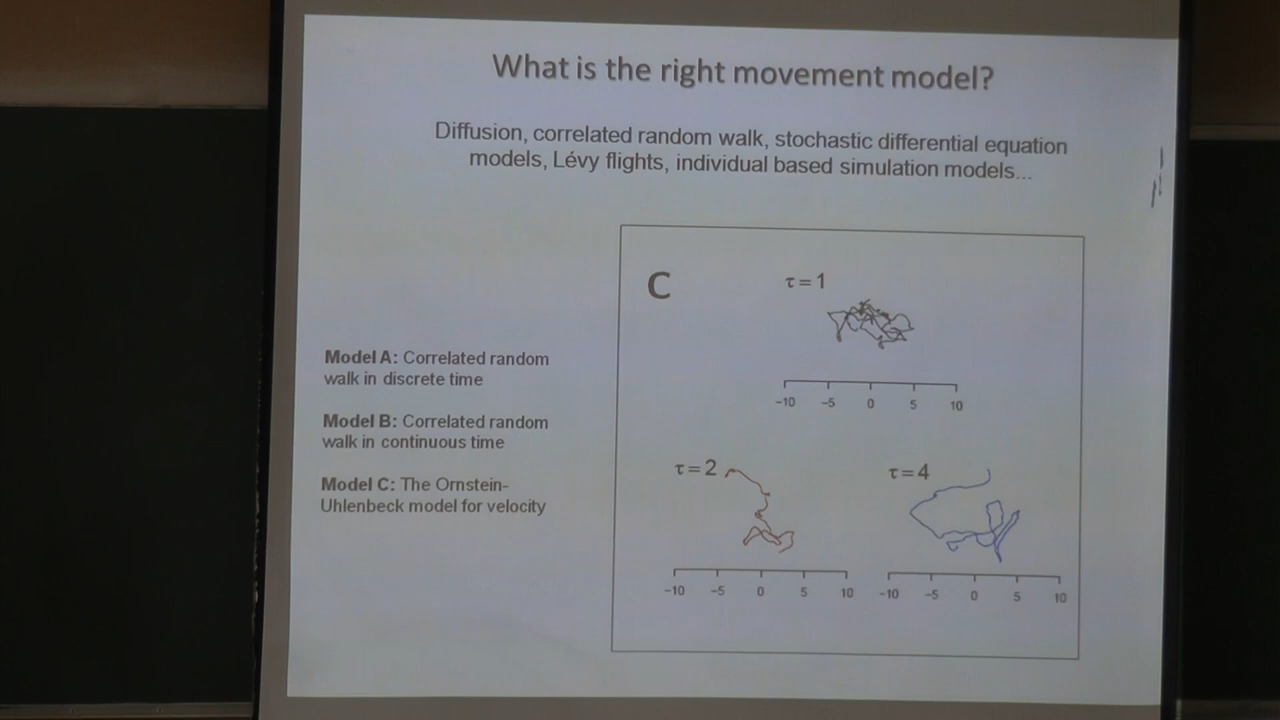 What is the right movement model?
Diffusion, correlated random walk, stochastic differential equation
models, Lévy flights, individual based simulation models...
C
τ=1
-10 -5 0 5 10
Model A: Correlated random
walk in discrete time
Model B: Correlated random
walk in continuous time
Model C: The Ornstein-
Uhlenbeck model for velocity
τ=2
-10 -5 0 5 10
τ=4
-10 -5 0 5 10